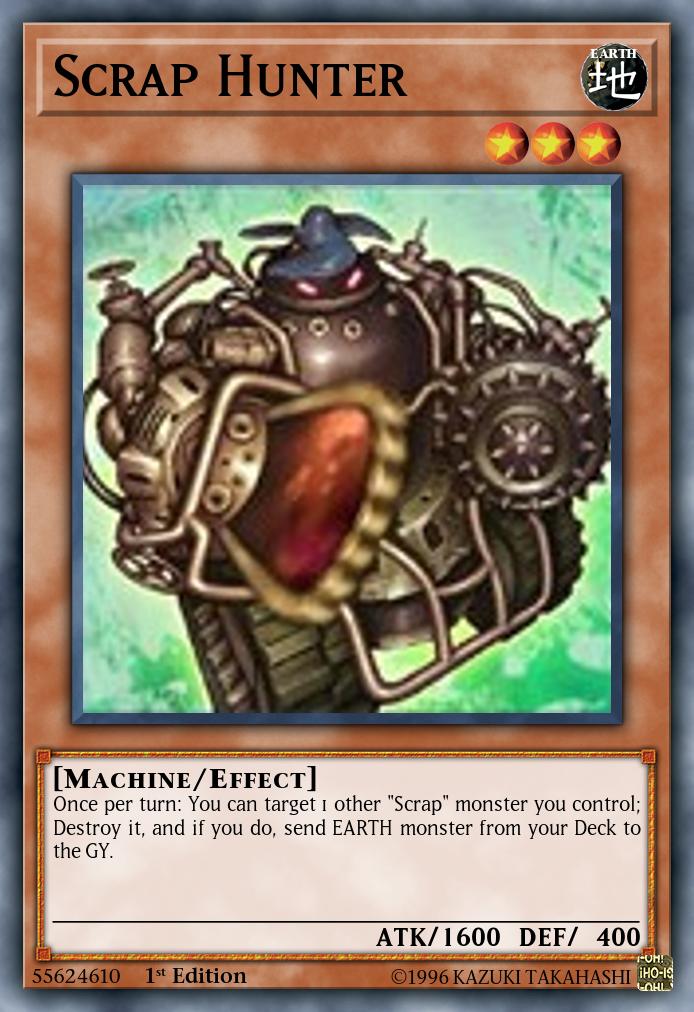 Scrap Hunter
EARTH
地
[Machine/Effect]
Once per turn: You can target 1 other "Scrap" monster you control;
Destroy it, and if you do, send EARTH monster from your Deck to
the GY.
ATK/1600 DEF/ 400
55624610 1st Edition ©1996 KAZUKI TAKAHASHI